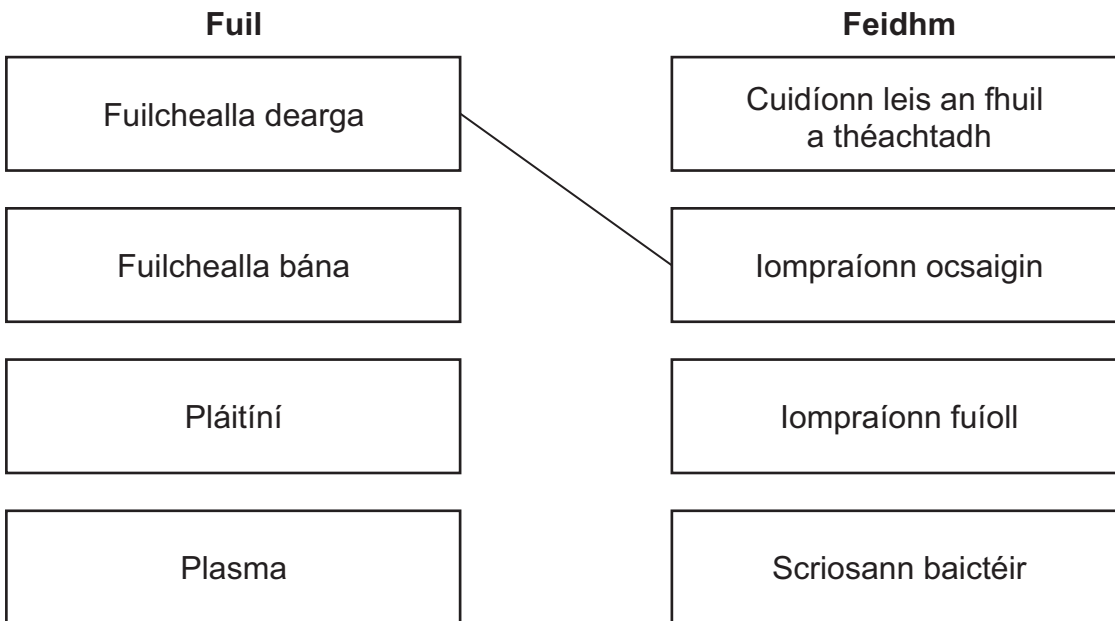 Fuil
Feidhm
Fuilchealla dearga
Cuidíonn leis an fhuil
a théachtadh
Fuilchealla bána
Iompraíonn ocsaigin
Pláitíní
Iompraíonn fuíoll
Plasma
Scriosann baictéir